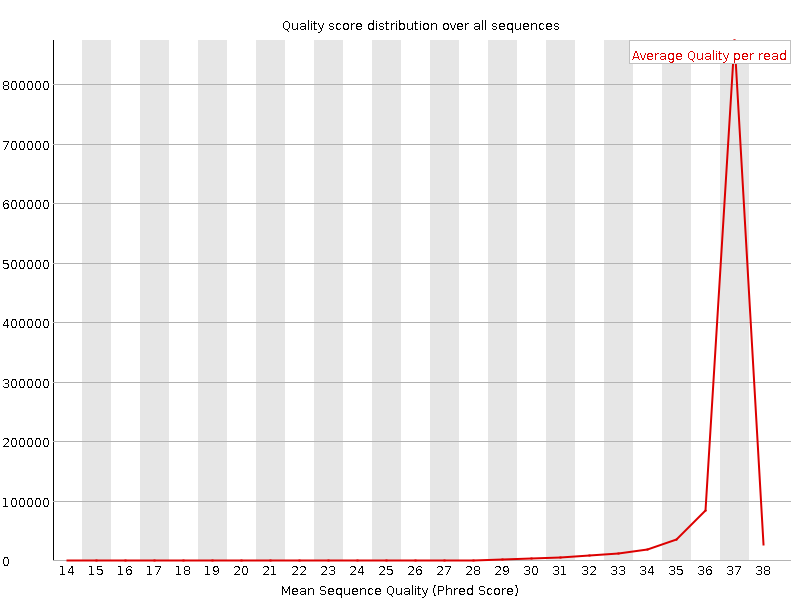 Quality score distribution over all sequences
Average Quality per read
800000
700000
600000
500000
400000
300000
200000
100000
0
14 15 16 17 18 19 20 21 22 23 24 25 26 27 28 29 30 31 32 33 34 35 36 37 38
Mean Sequence Quality (Phred Score)